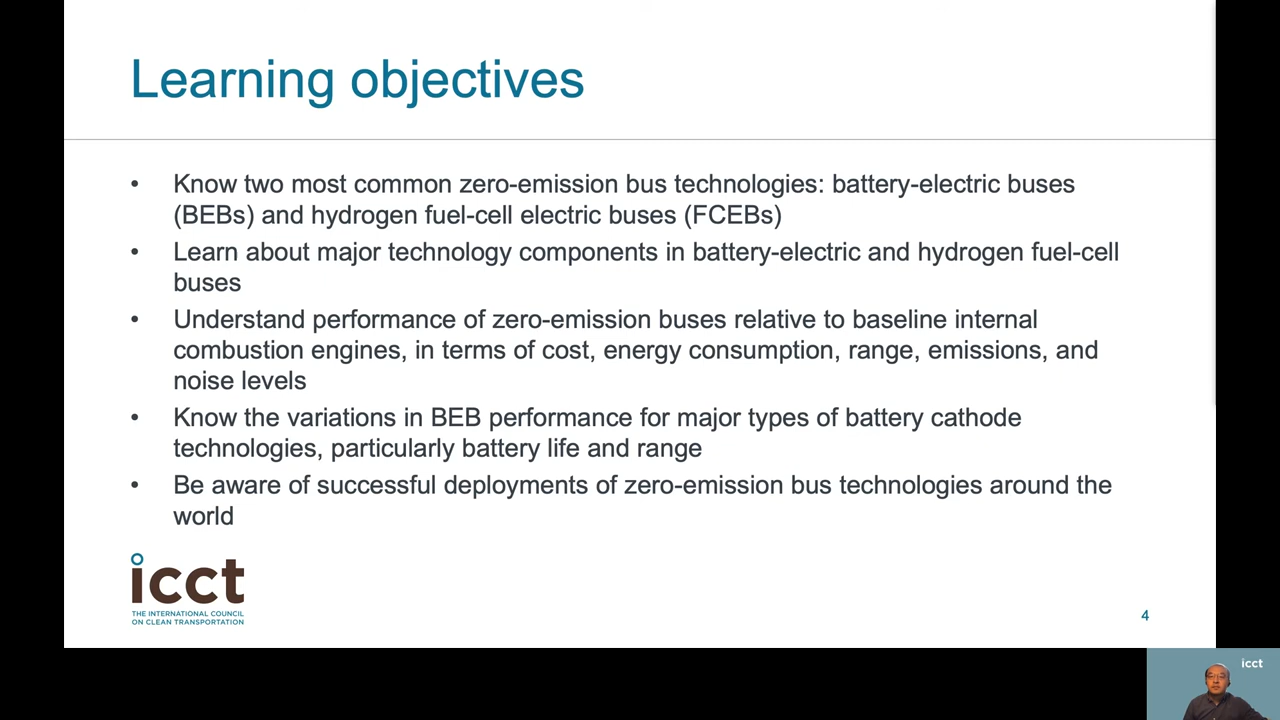 Learning objectives
• Know two most common zero-emission bus technologies: battery-electric buses
(BEBs) and hydrogen fuel-cell electric buses (FCEBs)
• Learn about major technology components in battery-electric and hydrogen fuel-cell
buses
• Understand performance of zero-emission buses relative to baseline internal
combustion engines, in terms of cost, energy consumption, range, emissions, and
noise levels
• Know the variations in BEB performance for major types of battery cathode
technologies, particularly battery life and range
• Be aware of successful deployments of zero-emission bus technologies around the
world
icct
THE INTERNATIONAL COUNCIL
ON CLEAN TRANSPORTATION
4
icct